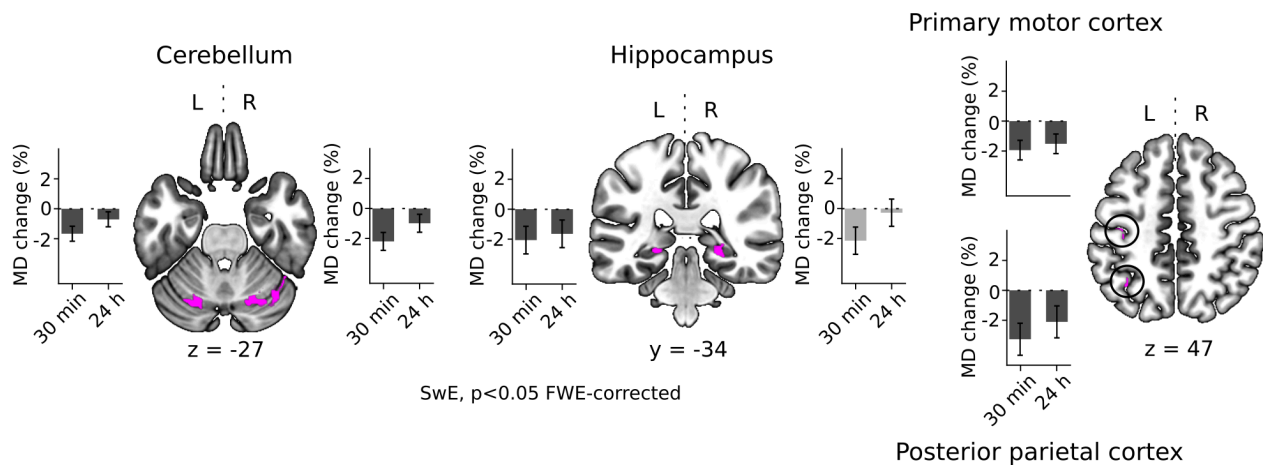 Primary motor cortex
Cerebellum
Hippocampus
L R
MD change (%)
2
0
-2
30 min
24 h
z = -27
MD change (%)
2
0
-2
30 min
24 h
MD change (%)
2
0
-2
30 min
24 h
L R
y = -34
MD change (%)
2
0
-2
30 min
24 h
MD change (%)
2
0
-2
L R
MD change (%)
2
0
-2
30 min
24 h
z = 47
SwE, p<0.05 FWE-corrected
Posterior parietal cortex